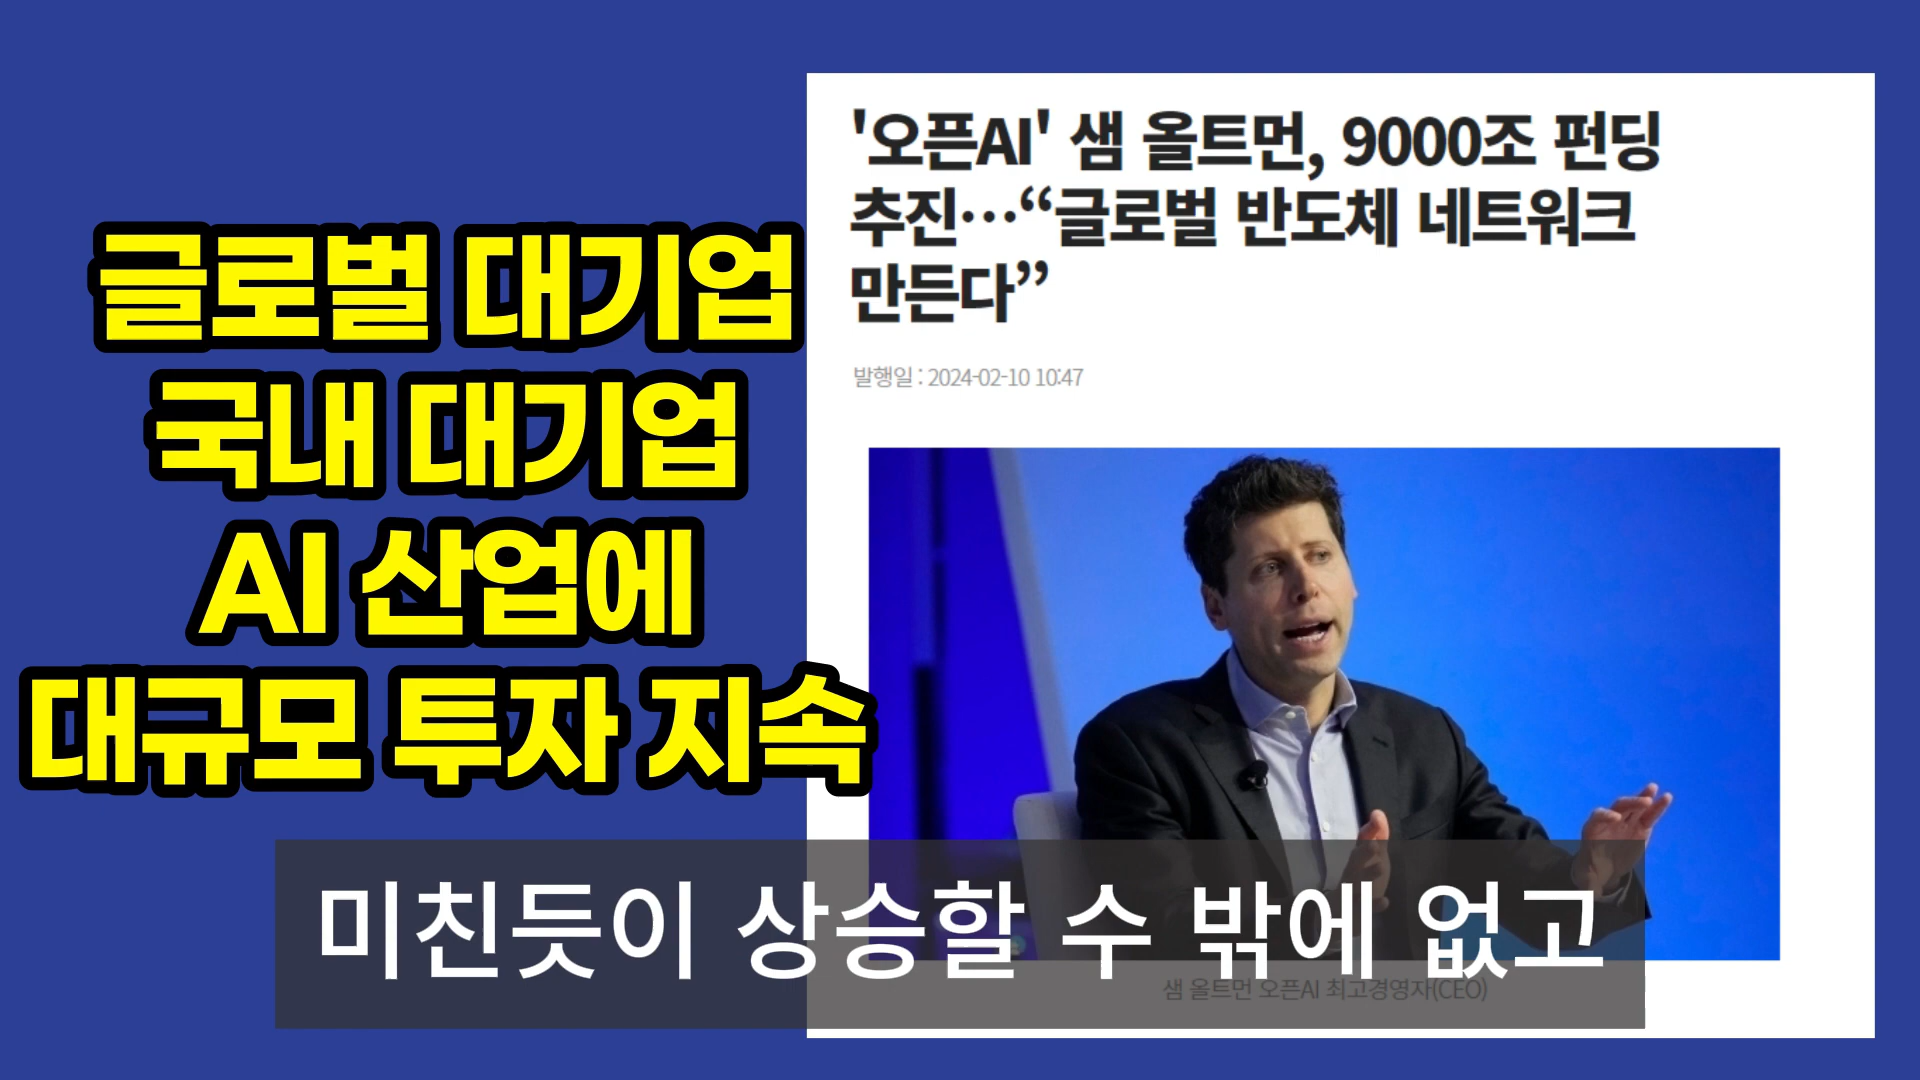 글로벌 대기업
국내 대기업
AI 산업에
대규모 투자 지속
'오픈AI' 샘 올트먼, 9000조 펀딩
추진…“글로벌 반도체 네트워크
만든다”
발행일 : 2024-02-10 10:47
미친듯이 상승할 수 밖에 없고
샘 올트먼 오픈AI 최고경영자(CEO)